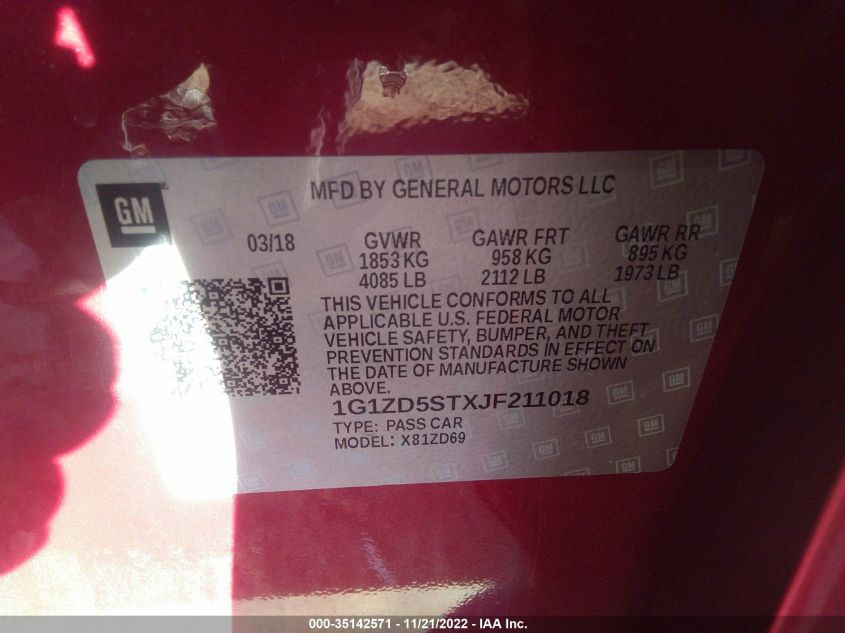 GM
MFD BY GENERAL MOTORS LLC
03/18 GVWR GAWR FRT GAWR RR
1853 KG 958 KG 895 KG
4085 LB 2112 LB 1973 LB
THIS VEHICLE CONFORMS TO ALL
APPLICABLE U.S. FEDERAL MOTOR
VEHICLE SAFETY, BUMPER, AND THEFT
PREVENTION STANDARDS IN EFFECT ON
THE DATE OF MANUFACTURE SHOWN
ABOVE.
1G1ZD5STXJF211018
TYPE: PASS CAR
MODEL: X81ZD69
000-35142571 - 11/21/2022 - IAA Inc.